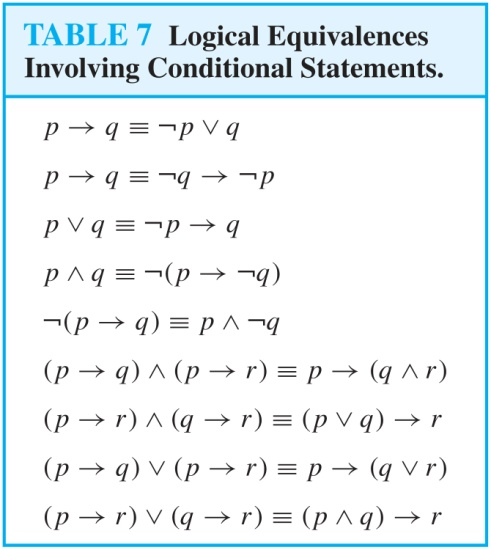 TABLE 7 Logical Equivalences
Involving Conditional Statements.
p → q ≡ ¬p ∨ q
p → q ≡ ¬q → ¬p
p ∨ q ≡ ¬p → q
p ∧ q ≡ ¬(p → ¬q)
¬(p → q) ≡ p ∧ ¬q
(p → q) ∧ (p → r) ≡ p → (q ∧ r)
(p → r) ∧ (q → r) ≡ (p ∨ q) → r
(p → q) ∨ (p → r) ≡ p → (q ∨ r)
(p → r) ∨ (q → r) ≡ (p ∧ q) → r